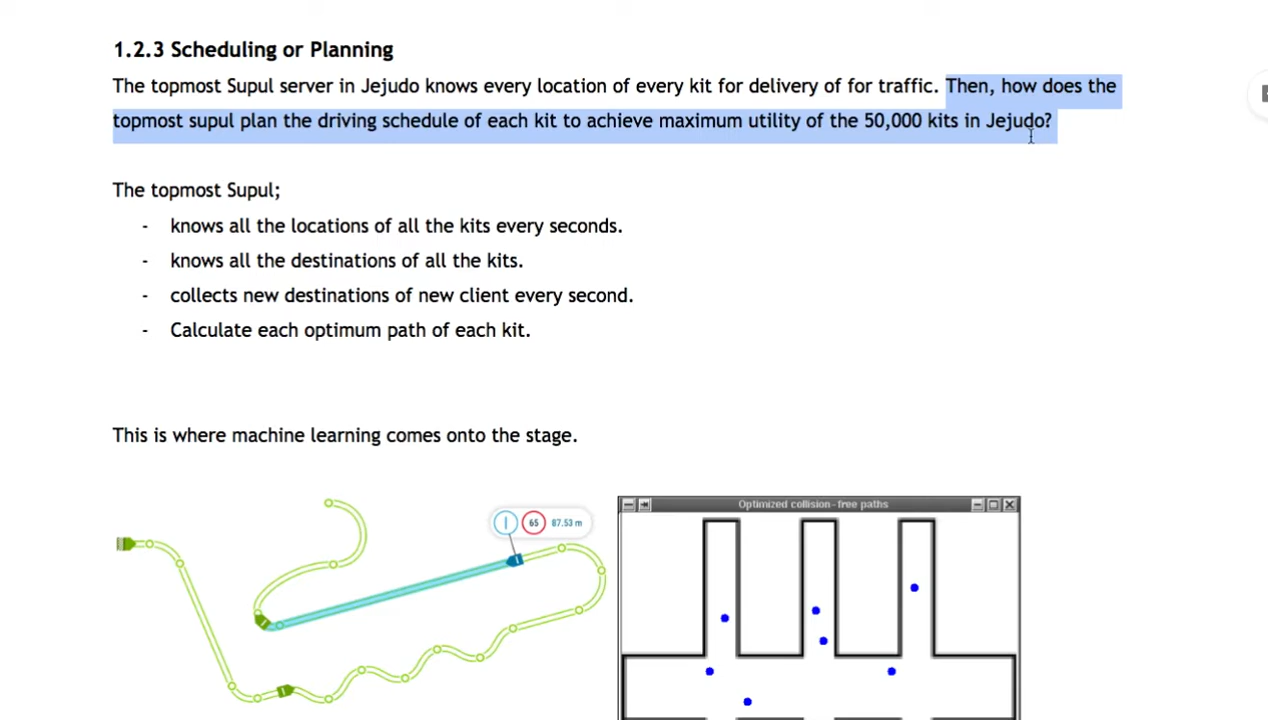 1.2.3 Scheduling or Planning
The topmost Supul server in Jejudo knows every location of every kit for delivery of for traffic. Then, how does the
topmost supul plan the driving schedule of each kit to achieve maximum utility of the 50,000 kits in Jejudo?
The topmost Supul;
- knows all the locations of all the kits every seconds.
- knows all the destinations of all the kits.
- collects new destinations of new client every second.
- Calculate each optimum path of each kit.
This is where machine learning comes onto the stage.
65 87.53 m
Optimized collision-free paths